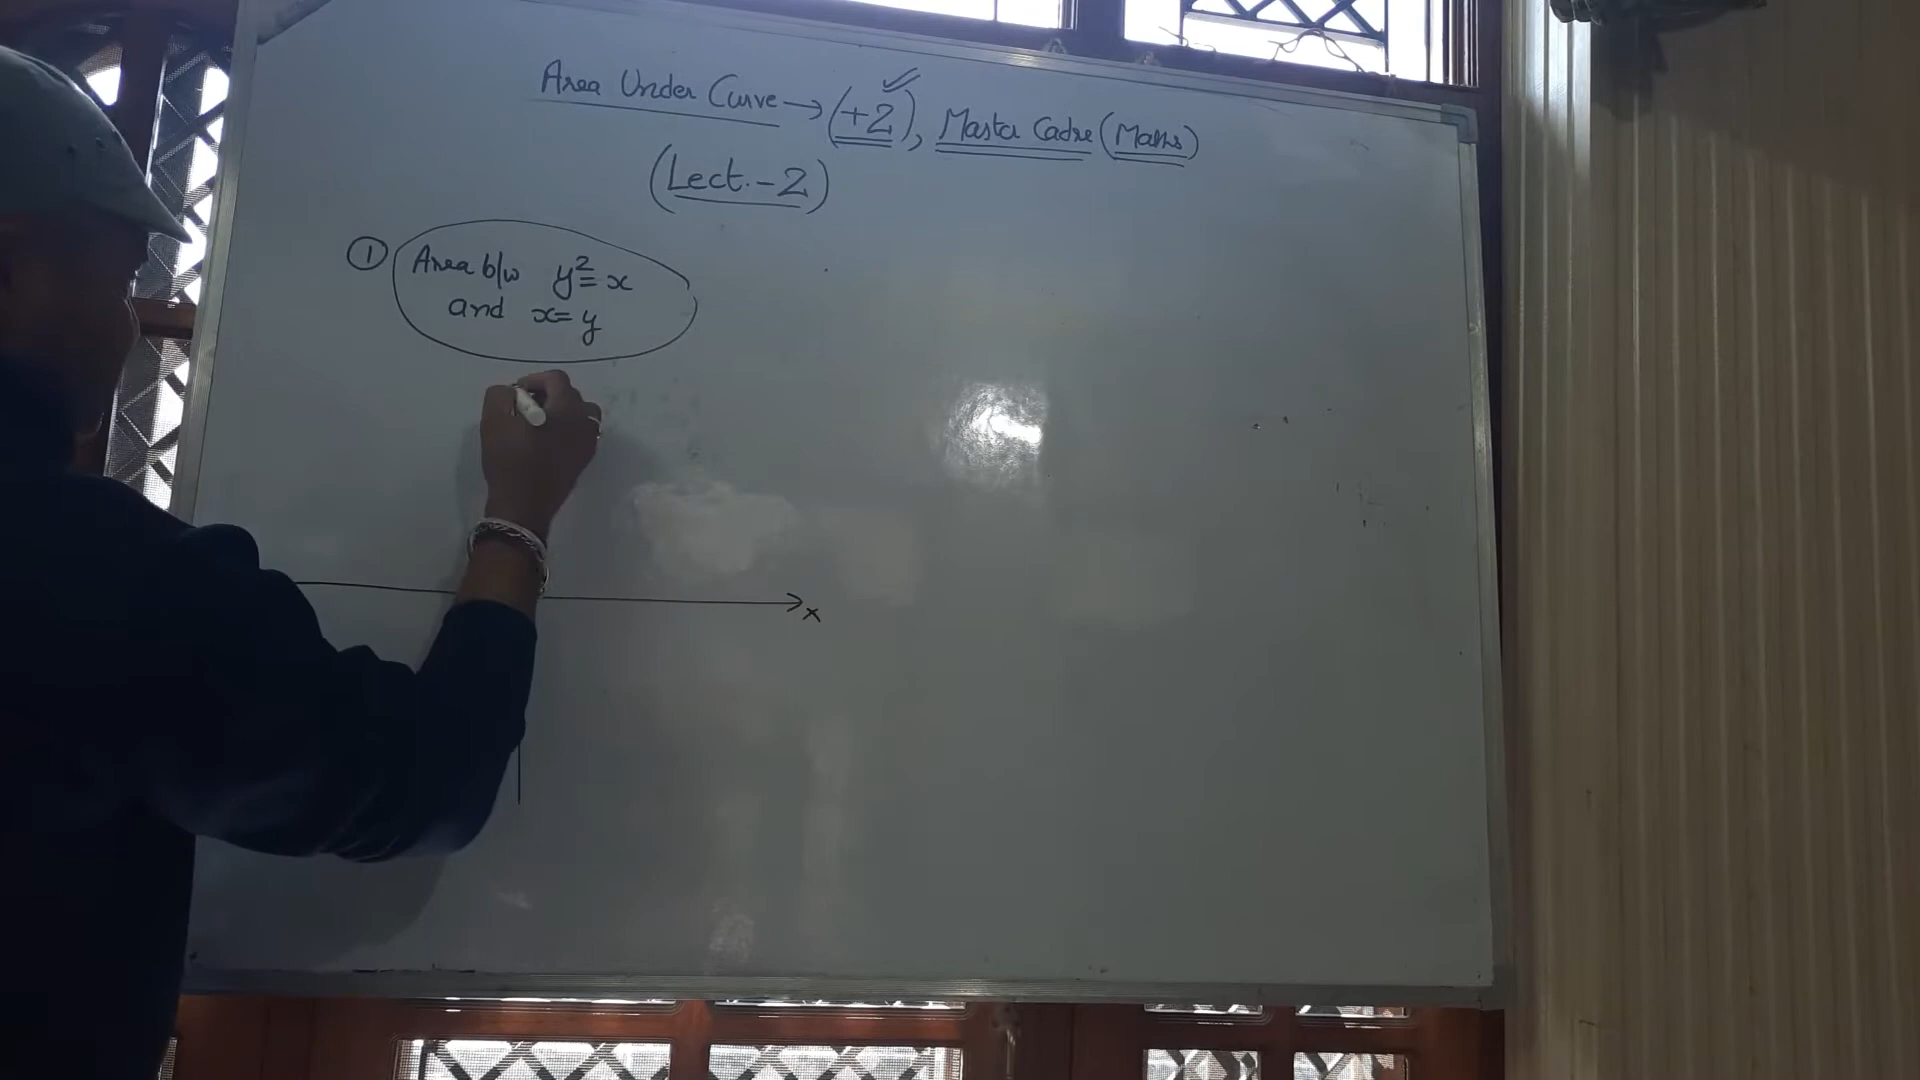 Area Under Curve → (+2), Master Cadre (Maths)
(Lect. - 2)
① Area b/w y² = x
and x = y
x